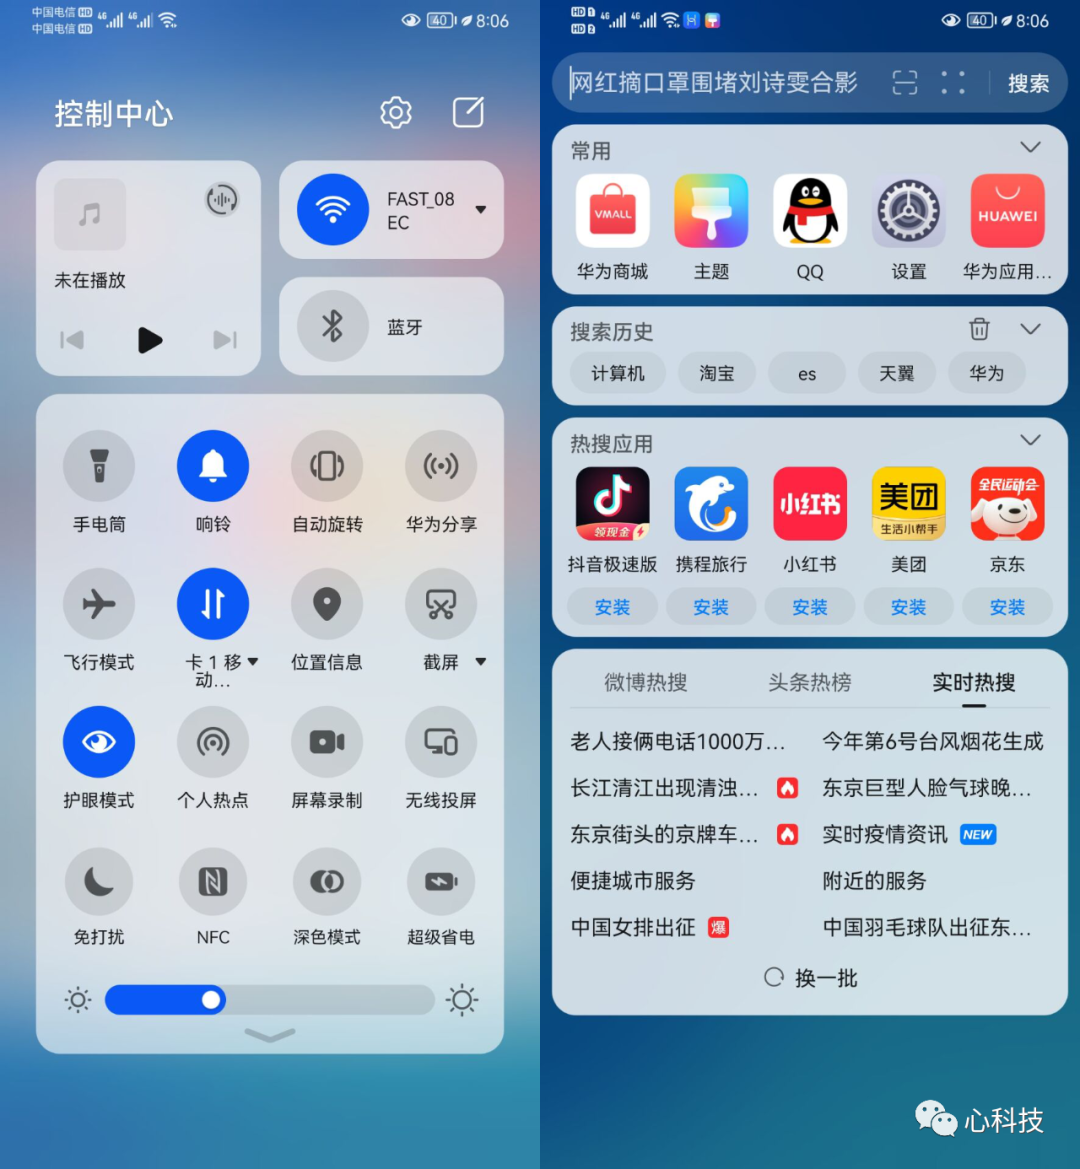 中国电信 HD 4G 4G 40 8:06
中国电信 HD
控制中心
未在播放
FAST_08
EC
蓝牙
手电筒 响铃 自动旋转 华为分享
飞行模式 卡 1 移 位置信息 截屏
动...
护眼模式 个人热点 屏幕录制 无线投屏
免打扰 NFC 深色模式 超级省电
HD 1 4G 4G 40 8:06
HD 2
网红摘口罩围堵刘诗雯合影 搜索
常用
VMALL HUAWEI
华为商城 主题 QQ 设置 华为应用...
搜索历史
计算机 淘宝 es 天翼 华为
热搜应用
领现金 小红书 美团 生活小帮手 全民运动会
抖音极速版 携程旅行 小红书 美团 京东
安装 安装 安装 安装 安装
微博热搜 头条热榜 实时热搜
老人接俩电话1000万... 今年第6号台风烟花生成
长江清江出现清浊... 东京巨型人脸气球晚...
东京街头的京牌车... 实时疫情资讯 NEW
便捷城市服务 附近的服务
中国女排出征 爆 中国羽毛球队出征东...
换一批
心科技